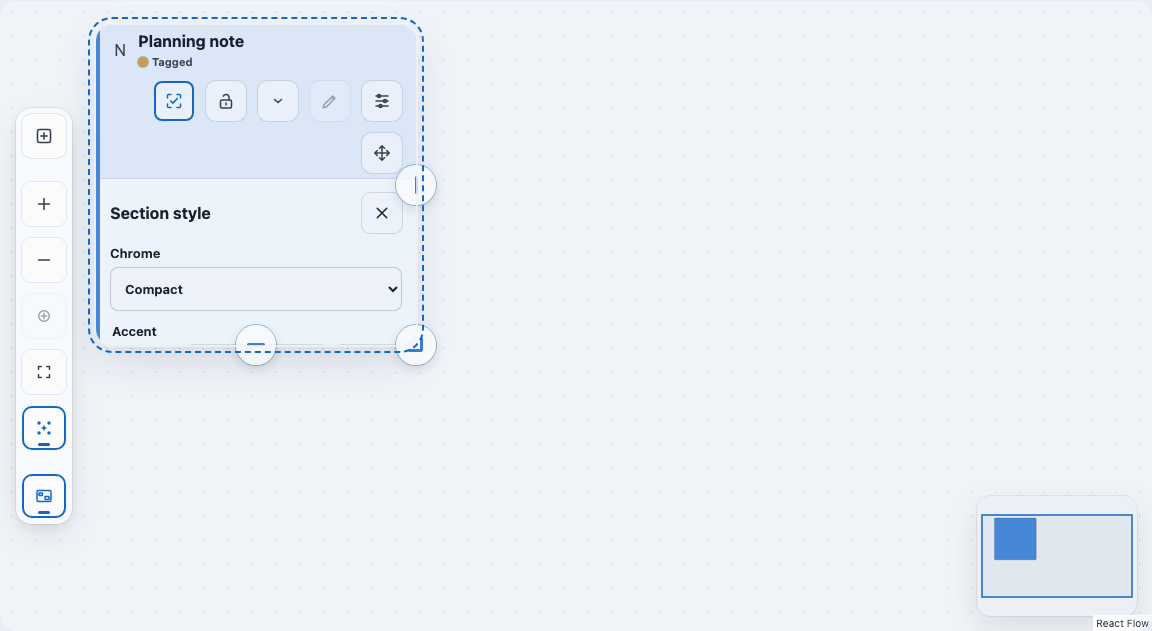 N
Planning note
Tagged
Section style
Chrome
Compact
Accent
React Flow